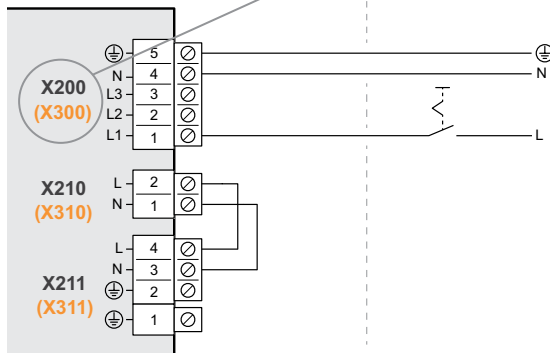 5
N 4 N
X200 L3 3
(X300) L2 2
L1 1 L
X210 L 2
(X310) N 1
L 4
X211 N 3
(X311) 2
1